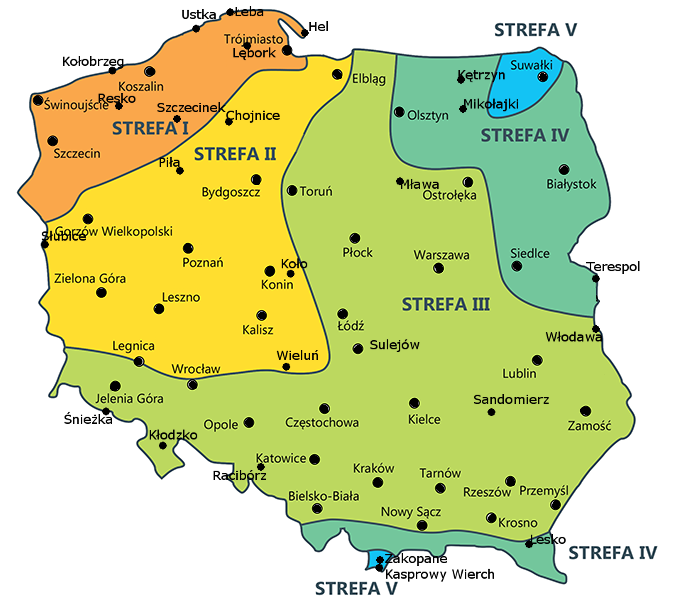 Łeba
Ustka
Hel
STREFA V
Trójmiasto
Lębork
Kołobrzeg
Suwałki
Kętrzyn
Elbląg
Koszalin
Świnoujście
Resko
Szczecinek
Chojnice
Mikołajki
Olsztyn
STREFA I
STREFA IV
Szczecin
STREFA II
Piła
Bydgoszcz
Toruń
Mława
Ostrołęka
Białystok
Gorzów Wielkopolski
Słubice
Płock
Warszawa
Siedlce
Poznań
Koło
Konin
Terespol
Zielona Góra
Leszno
STREFA III
Kalisz
Łódź
Włodawa
Legnica
Sulejów
Wieluń
Wrocław
Lublin
Jelenia Góra
Sandomierz
Śnieżka
Opole
Częstochowa
Kielce
Zamość
Kłodzko
Katowice
Racibórz
Kraków
Tarnów
Rzeszów
Przemyśl
Bielsko-Biała
Nowy Sącz
Krosno
Lesko
STREFA IV
Zakopane
Kasprowy Wierch
STREFA V